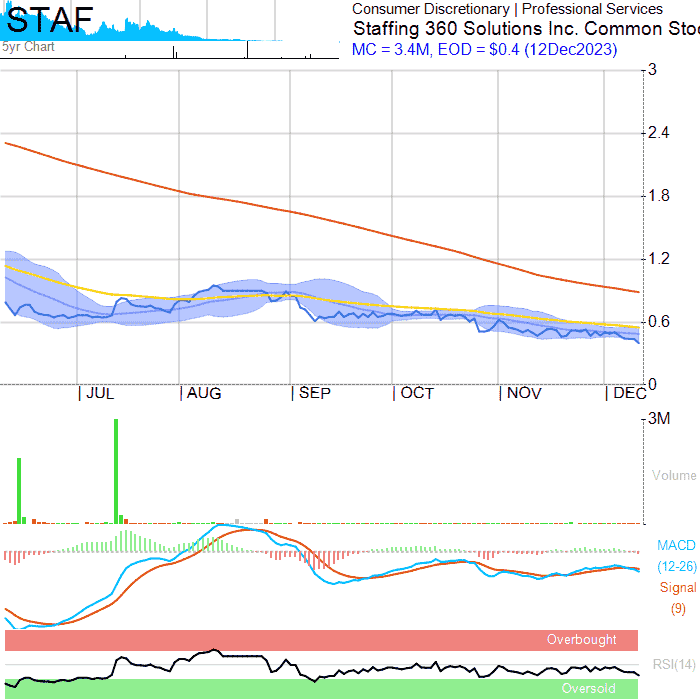 STAF
5yr Chart
Consumer Discretionary | Professional Services
Staffing 360 Solutions Inc. Common Stoc
MC = 3.4M, EOD = $0.4 (12Dec2023)
3
2.4
1.8
1.2
0.6
0
JUL AUG SEP OCT NOV DEC
3M
Volume
MACD
(12-26)
Signal
(9)
Overbought
RSI(14)
Oversold